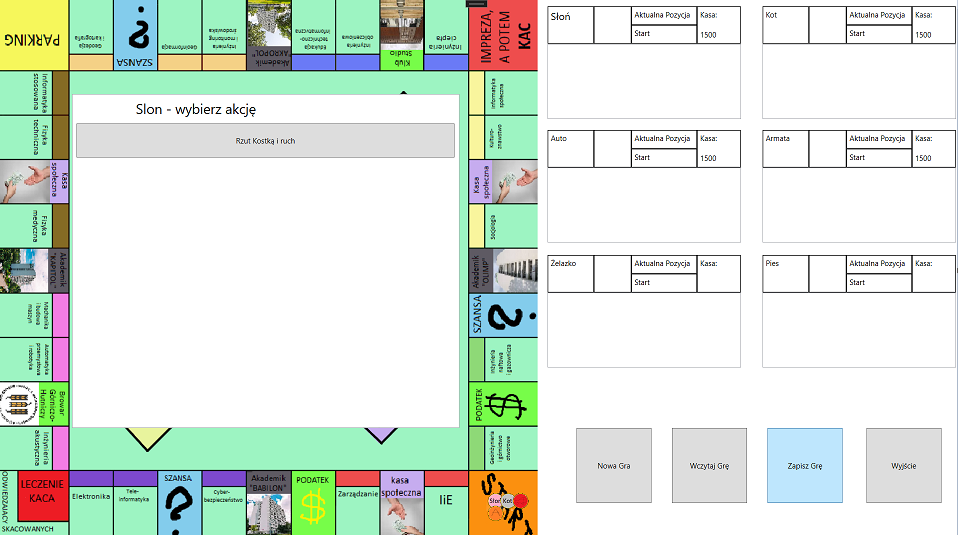 PARKING
Geologia
i kartografia
SZANSA
Geoinformacja
Inżynieria
i monitoring
środowiska
Akademik
"AKROPOL"
Edukacja
techniczno-
informatyczna
Inżynieria
obliczeniowa
Klub
Studio
Inżynieria
ciepła
IMPREZA,
A POTEM
KAC
Informatyka
stosowana
Fizyka
techniczna
Kasa
społeczna
Fizyka
medyczna
Akademik
"KAPITOL"
Mechanika
i budowa
maszyn
Automatyka
przemysłowa
i robotyka
Browar
Górniczo-
Hutniczy
Inżynieria
akustyczna
Slon - wybierz akcję
Rzut Kostką i ruch
Informatyka
społeczna
Kulturo-
znawstwo
Kasa
społeczna
Socjologia
Akademik
"OLIMP"
SZANSA
Inżynieria
naftowa
i gazownicza
PODATEK
$
Geoinżynieria
i górnictwo
otworowe
ODWIEDZAJĄCY
SKACOWANYCH
LECZENIE
KACA
Elektronika
Tele-
informatyka
SZANSA
?
Cyber-
bezpieczeństwo
Akademik
"BABILON"
PODATEK
$
Zarządzanie
kasa
społeczna
IiE
START
Słoń
Kot
Słoń
Aktualna Pozycja
Kasa:
Start
1500
Kot
Aktualna Pozycja
Kasa:
Start
1500
Auto
Aktualna Pozycja
Kasa:
Start
1500
Armata
Aktualna Pozycja
Kasa:
Start
1500
Żelazko
Aktualna Pozycja
Kasa:
Start
Pies
Aktualna Pozycja
Kasa:
Start
Nowa Gra
Wczytaj Grę
Zapisz Grę
Wyjście